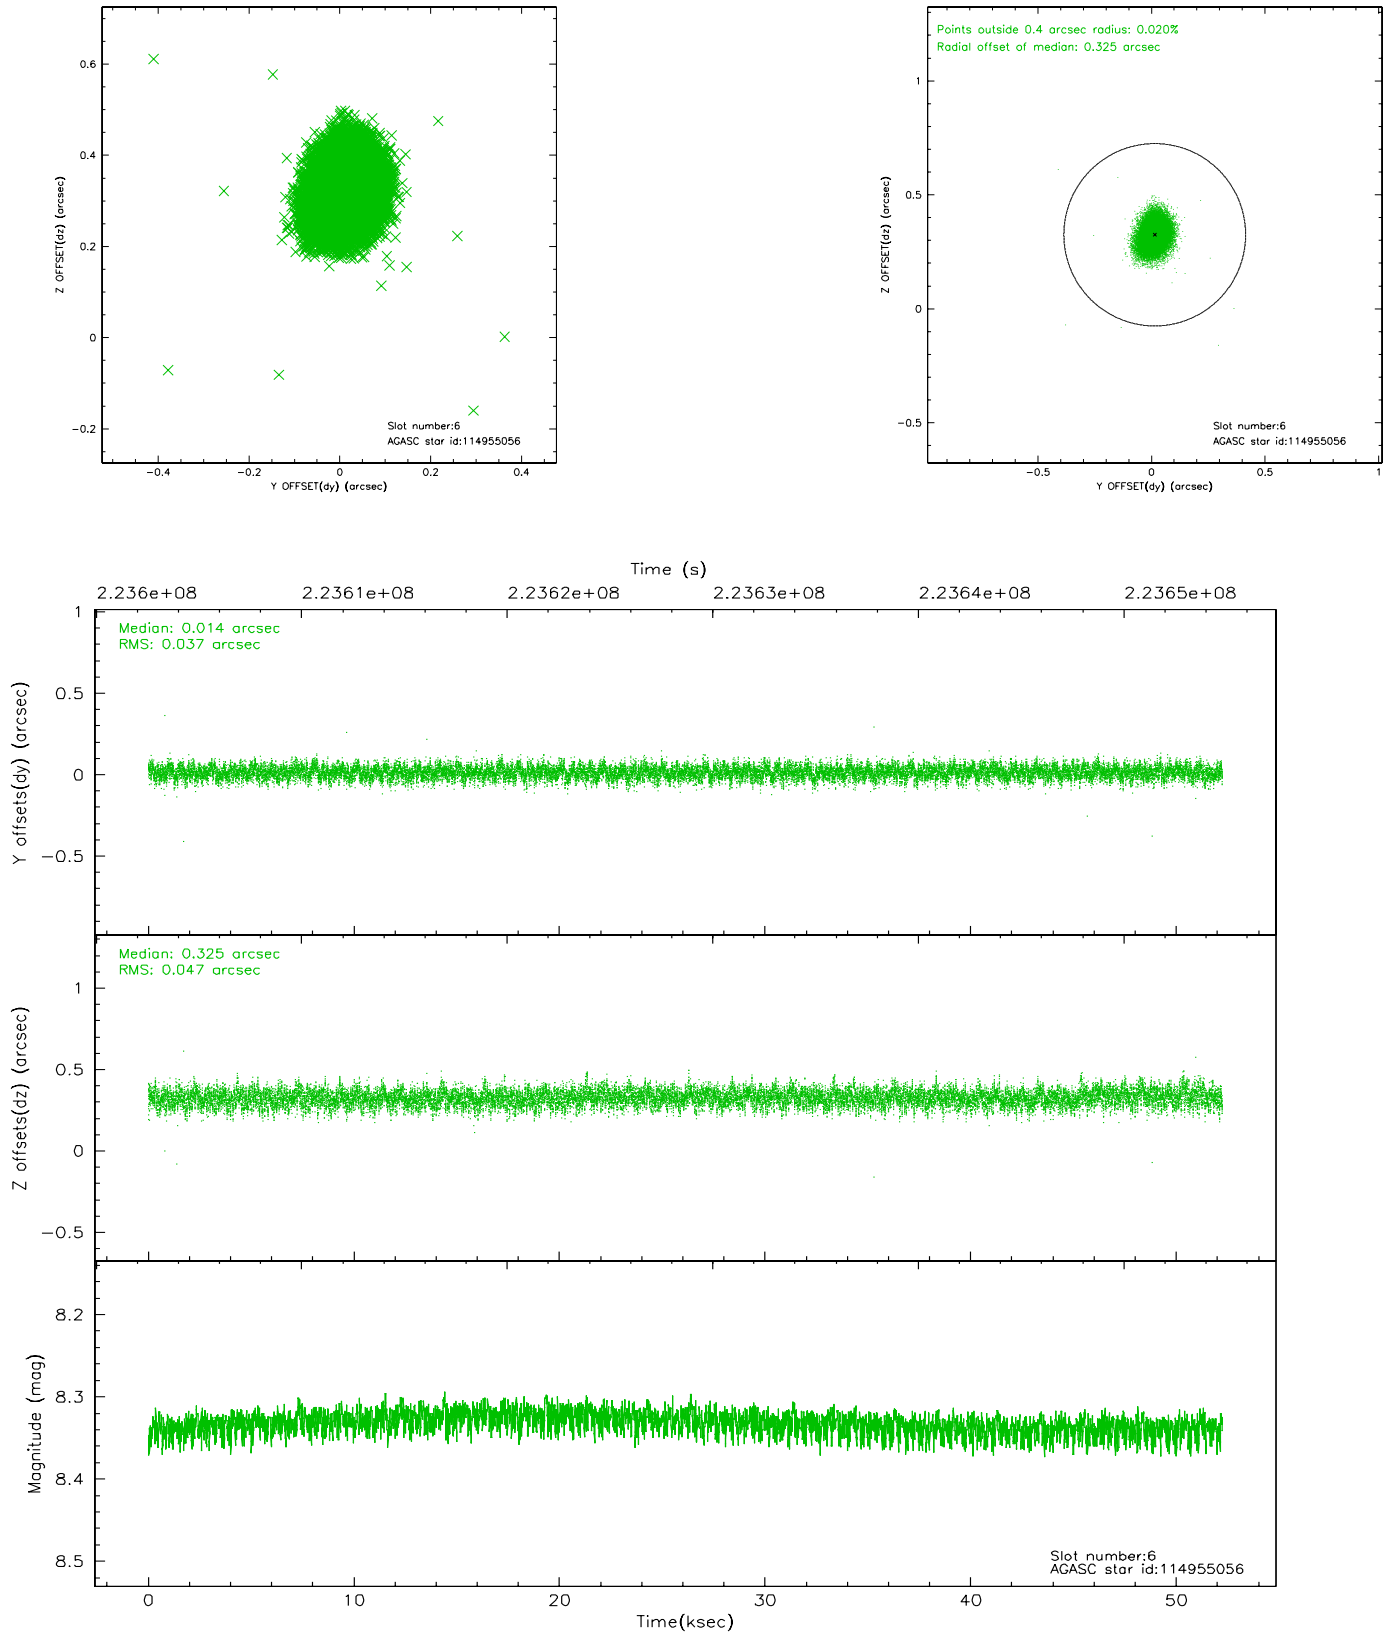 0.6
0.4
0.2
0
−0.2
Z OFFSET(dz) (arcsec)
Slot number:6
AGASC star id:114955056
−0.4 −0.2 0 0.2 0.4
Y OFFSET(dy) (arcsec)
Points outside 0.4 arcsec radius: 0.020%
Radial offset of median: 0.325 arcsec
1
0.5
0
−0.5
Z OFFSET(dz) (arcsec)
Slot number:6
AGASC star id:114955056
−0.5 0 0.5 1
Y OFFSET(dy) (arcsec)
Time (s)
2.236e+08 2.2361e+08 2.2362e+08 2.2363e+08 2.2364e+08 2.2365e+08
Median: 0.014 arcsec
RMS: 0.037 arcsec
1
0.5
0
−0.5
Y offsets(dy) (arcsec)
Median: 0.325 arcsec
RMS: 0.047 arcsec
1
0.5
0
−0.5
Z offsets(dz) (arcsec)
8.2
8.3
8.4
8.5
Magnitude (mag)
Slot number:6
AGASC star id:114955056
0 10 20 30 40 50
Time(ksec)